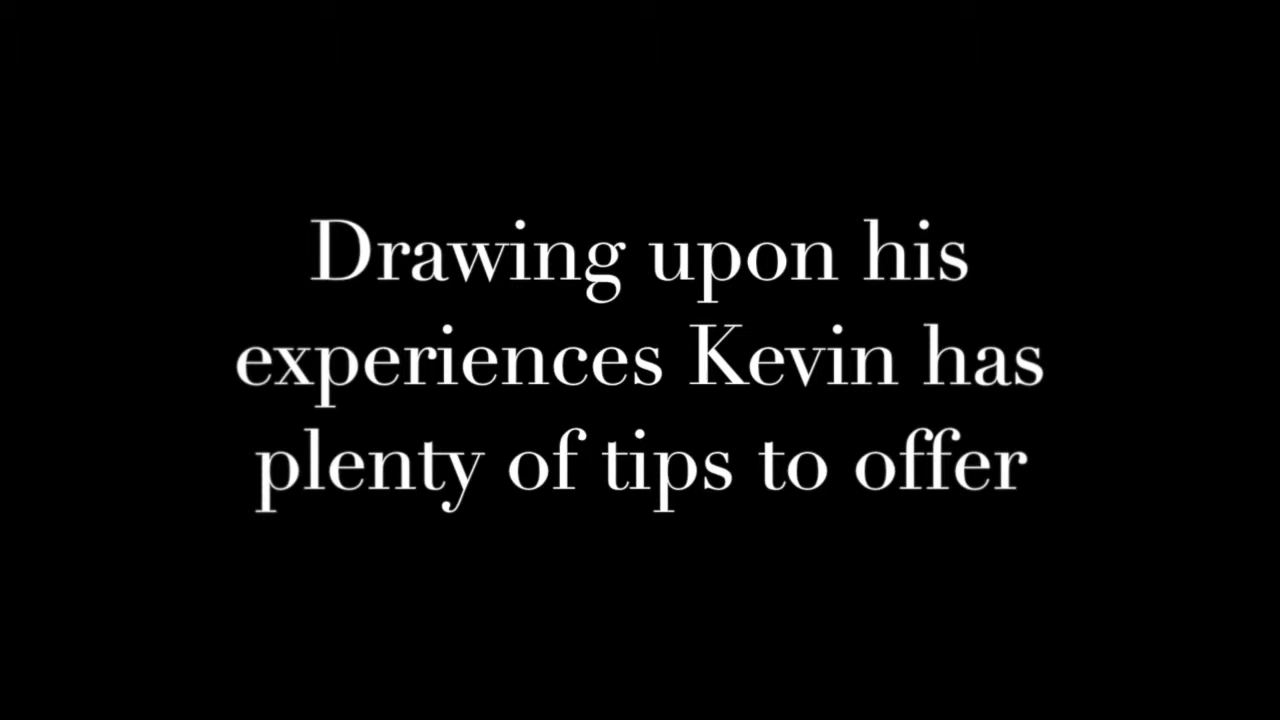 Drawing upon his
experiences Kevin has
plenty of tips to offer